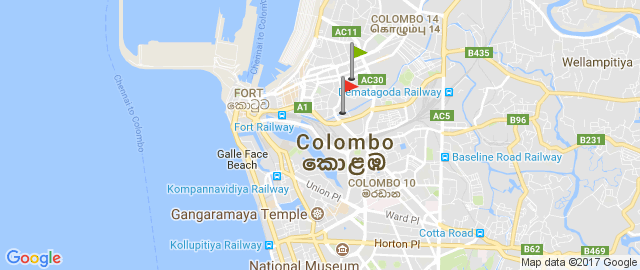 COLOMBO 14
கொழும்பு 14
AC11
B435
Wellampitiya
Chennai to Colombo
Chennai to Colombo
FORT
කොටුව
AC30
Dematagoda Railway
A1
AC5
B96
Fort Railway
B231
Colombo
කොළඹ
Galle Face
Beach
Baseline Road Railway
Kompannavidiya Railway
COLOMBO 10
මරදාන
Union Pl
Gangaramaya Temple
Ward Pl
Cotta Road
Kollupitiya Railway
Horton Pl
B62
B469
National Museum
Google
Map data ©2017 Google